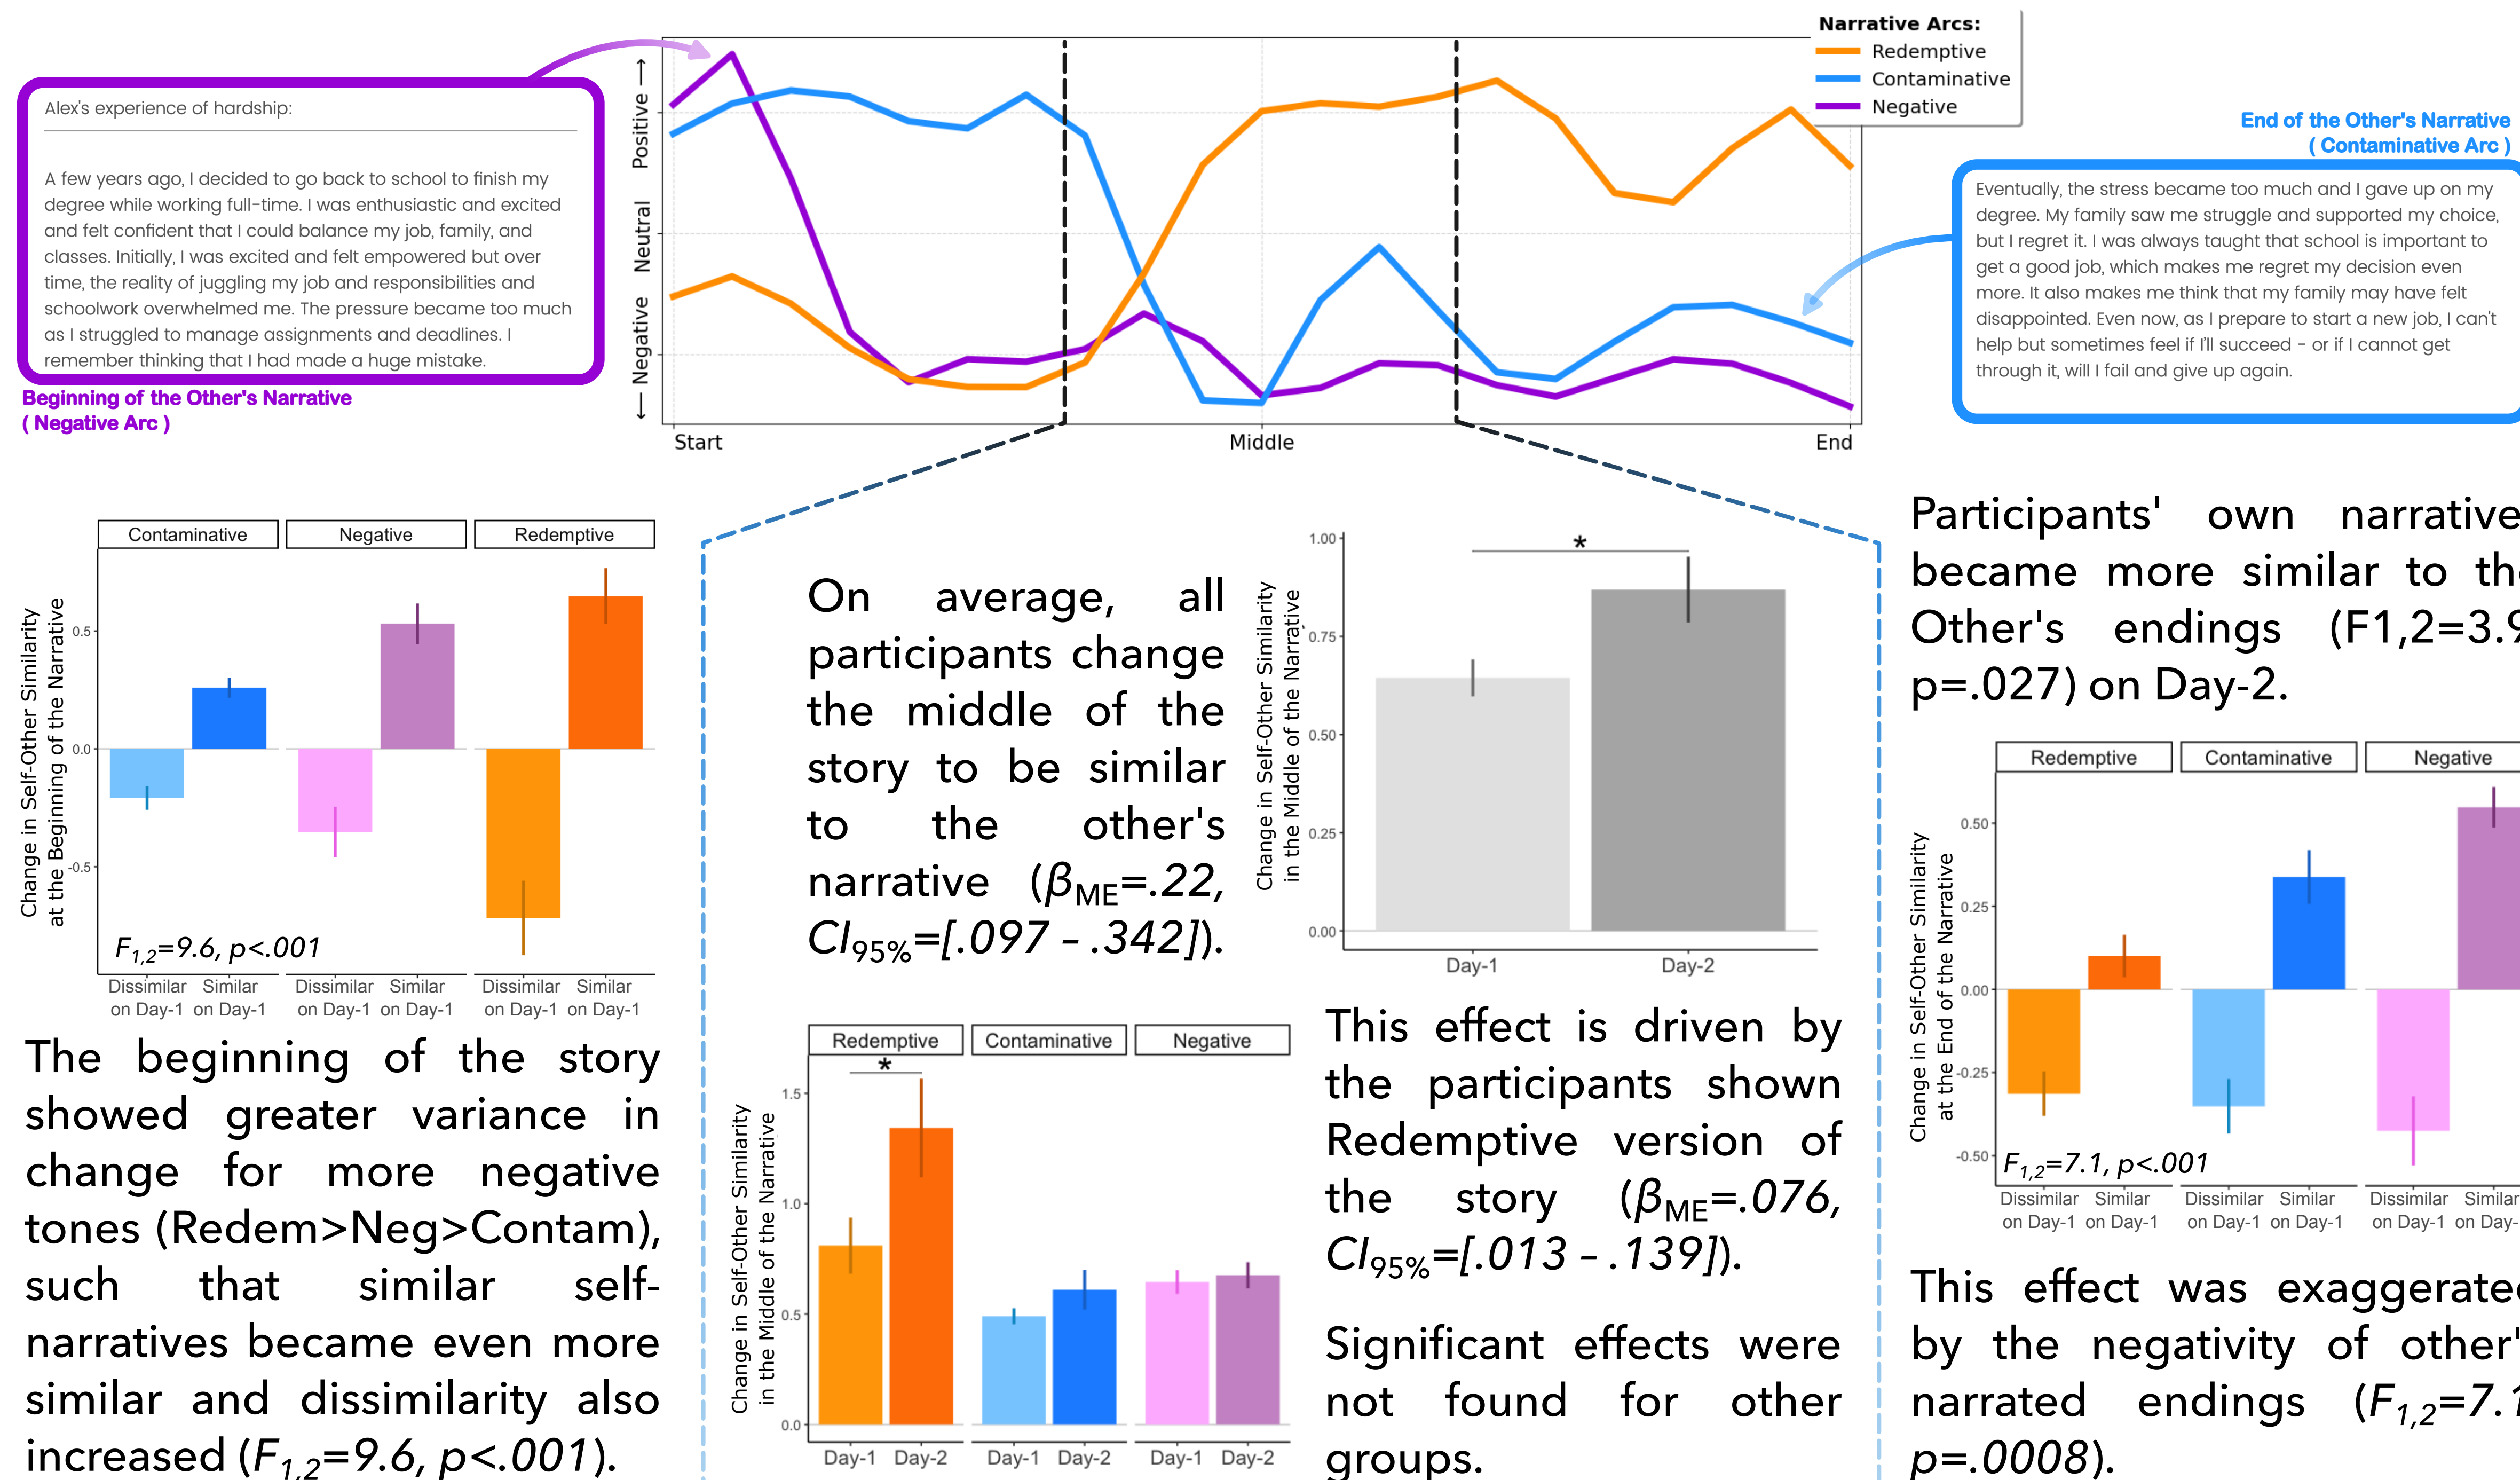 Narrative Arcs:
Redemptive
Contaminative
Negative
← Negative Neutral Positive →
Start
Middle
End
Alex's experience of hardship:
A few years ago, I decided to go back to school to finish my
degree while working full-time. I was enthusiastic and excited
and felt confident that I could balance my job, family, and
classes. Initially, I was excited and felt empowered but over
time, the reality of juggling my job and responsibilities and
schoolwork overwhelmed me. The pressure became too much
as I struggled to manage assignments and deadlines. I
remember thinking that I had made a huge mistake.
Beginning of the Other's Narrative
( Negative Arc )
End of the Other's Narrative
( Contaminative Arc )
Eventually, the stress became too much and I gave up on my
degree. My family saw me struggle and supported my choice,
but I regret it. I was always taught that school is important to
get a good job, which makes me regret my decision even
more. It also makes me think that my family may have felt
disappointed. Even now, as I prepare to start a new job, I can't
help but sometimes feel if I'll succeed - or if I cannot get
through it, will I fail and give up again.
Contaminative
Negative
Redemptive
Change in Self-Other Similarity
at the Beginning of the Narrative
0.5
0.0
-0.5
F1,2=9.6, p<.001
Dissimilar on Day-1
Similar on Day-1
Dissimilar on Day-1
Similar on Day-1
Dissimilar on Day-1
Similar on Day-1
The beginning of the story
showed greater variance in
change for more negative
tones (Redem>Neg>Contam),
such that similar self-
narratives became even more
similar and dissimilarity also
increased (F1,2=9.6, p<.001).
On average, all
participants change
the middle of the
story to be similar
to the other's
narrative (βME=.22,
CI95%=[.097 – .342]).
Change in Self-Other Similarity
in the Middle of the Narrative
1.00
0.75
0.50
0.25
0.00
*
Day-1
Day-2
Redemptive
Contaminative
Negative
*
Change in Self-Other Similarity
in the Middle of the Narrative
1.5
1.0
0.5
0.0
Day-1 Day-2
Day-1 Day-2
Day-1 Day-2
This effect is driven by
the participants shown
Redemptive version of
the story (βME=.076,
CI95%=[.013 – .139]).
Significant effects were
not found for other
groups.
Participants' own narrative
became more similar to the
Other's endings (F1,2=3.9
p=.027) on Day-2.
Redemptive
Contaminative
Negative
Change in Self-Other Similarity
at the End of the Narrative
0.50
0.25
0.00
-0.25
-0.50
F1,2=7.1, p<.001
Dissimilar on Day-1
Similar on Day-1
Dissimilar on Day-1
Similar on Day-1
Dissimilar on Day-1
Similar on Day-
This effect was exaggerated
by the negativity of other'
narrated endings (F1,2=7.1
p=.0008).